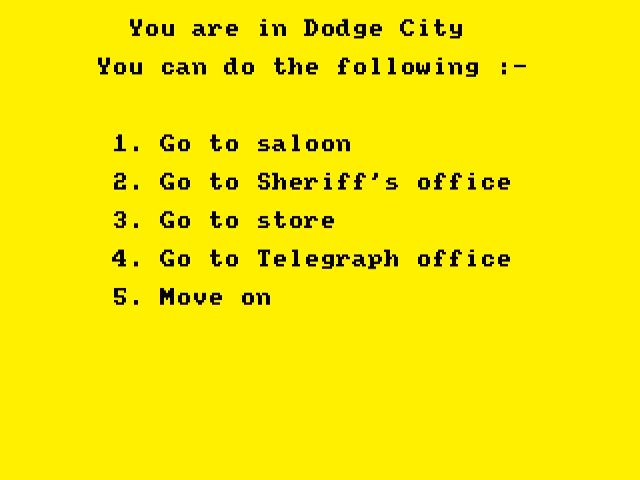 You are in Dodge City
You can do the following :-
1. Go to saloon
2. Go to Sheriff's office
3. Go to store
4. Go to Telegraph office
5. Move on